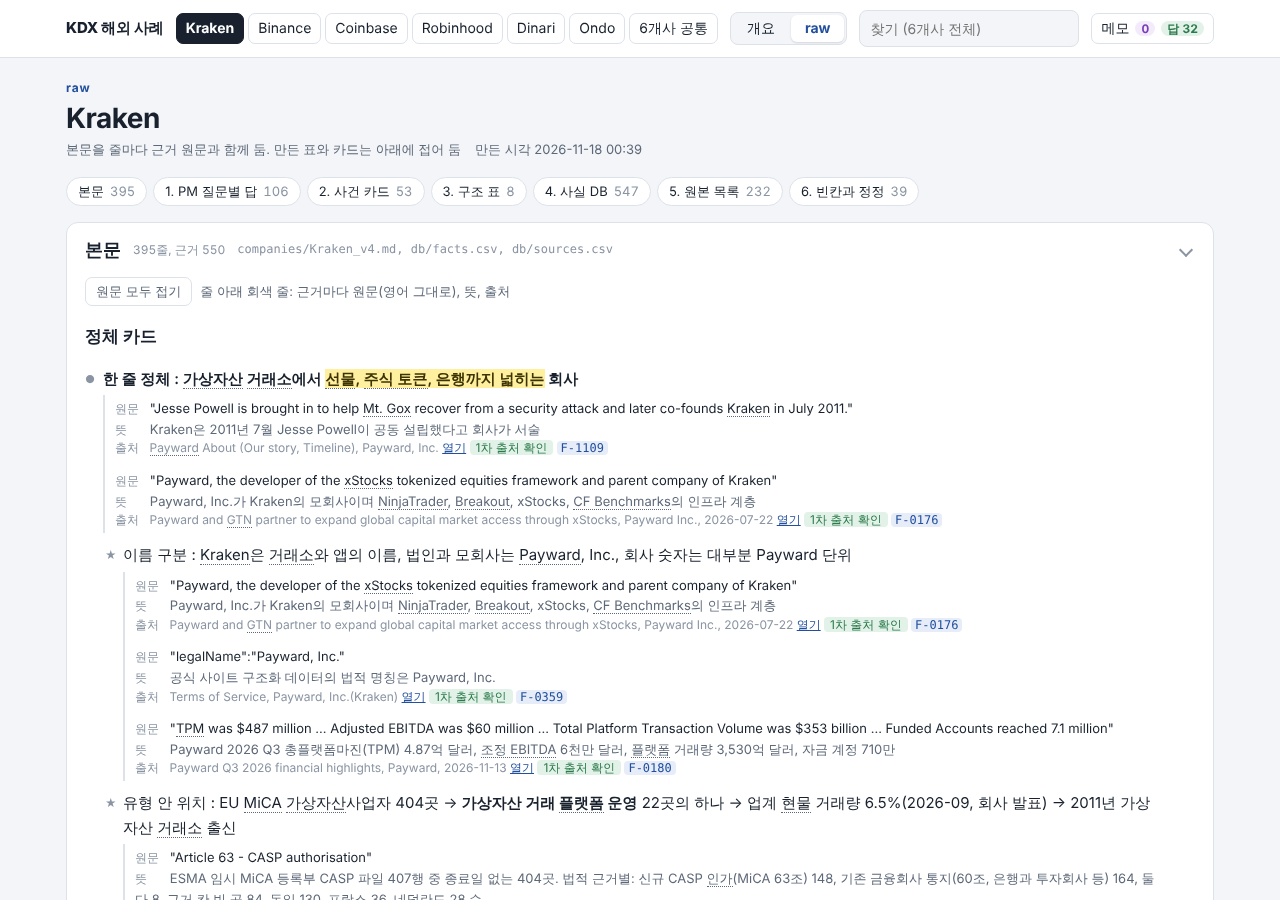 KDX 해외 사례 Kraken Binance Coinbase Robinhood Dinari Ondo 6개사 공통 개요 raw 찾기 (6개사 전체) 메모 0 답 32
raw
Kraken
본문을 줄마다 근거 원문과 함께 둠. 만든 표와 카드는 아래에 접어 둠 만든 시각 2026-11-18 00:39
본문 395 1. PM 질문별 답 106 2. 사건 카드 53 3. 구조 표 8 4. 사실 DB 547 5. 원본 목록 232 6. 빈칸과 정정 39
본문 395줄, 근거 550 companies/Kraken_v4.md, db/facts.csv, db/sources.csv
원문 모두 접기 줄 아래 회색 줄: 근거마다 원문(영어 그대로), 뜻, 출처
정체 카드
한 줄 정체 : 가상자산 거래소에서 선물, 주식 토큰, 은행까지 넓히는 회사
원문 "Jesse Powell is brought in to help Mt. Gox recover from a security attack and later co-founds Kraken in July 2011."
뜻 Kraken은 2011년 7월 Jesse Powell이 공동 설립했다고 회사가 서술
출처 Payward About (Our story, Timeline), Payward, Inc. 열기 1차 출처 확인 F-1109
원문 "Payward, the developer of the xStocks tokenized equities framework and parent company of Kraken"
뜻 Payward, Inc.가 Kraken의 모회사이며 NinjaTrader, Breakout, xStocks, CF Benchmarks의 인프라 계층
출처 Payward and GTN partner to expand global capital market access through xStocks, Payward Inc., 2026-07-22 열기 1차 출처 확인 F-0176
★ 이름 구분 : Kraken은 거래소와 앱의 이름, 법인과 모회사는 Payward, Inc., 회사 숫자는 대부분 Payward 단위
원문 "Payward, the developer of the xStocks tokenized equities framework and parent company of Kraken"
뜻 Payward, Inc.가 Kraken의 모회사이며 NinjaTrader, Breakout, xStocks, CF Benchmarks의 인프라 계층
출처 Payward and GTN partner to expand global capital market access through xStocks, Payward Inc., 2026-07-22 열기 1차 출처 확인 F-0176
원문 "legalName":"Payward, Inc."
뜻 공식 사이트 구조화 데이터의 법적 명칭은 Payward, Inc.
출처 Terms of Service, Payward, Inc.(Kraken) 열기 1차 출처 확인 F-0359
원문 "TPM was $487 million ... Adjusted EBITDA was $60 million ... Total Platform Transaction Volume was $353 billion ... Funded Accounts reached 7.1 million"
뜻 Payward 2026 Q3 총플랫폼마진(TPM) 4.87억 달러, 조정 EBITDA 6천만 달러, 플랫폼 거래량 3,530억 달러, 자금 계정 710만
출처 Payward Q3 2026 financial highlights, Payward, 2026-11-13 열기 1차 출처 확인 F-0180
★ 유형 안 위치 : EU MiCA 가상자산사업자 404곳 → 가상자산 거래 플랫폼 운영 22곳의 하나 → 업계 현물 거래량 6.5%(2026-09, 회사 발표) → 2011년 가상
자산 거래소 출신
원문 "Article 63 - CASP authorisation"
뜻 ESMA 임시 MiCA 등록부 CASP 파일 407행 중 종료일 없는 404곳. 법적 근거별: 신규 CASP 인가(MiCA 63조) 148, 기존 금융회사 통지(60조, 은행과 투자회사 등) 164, 둘